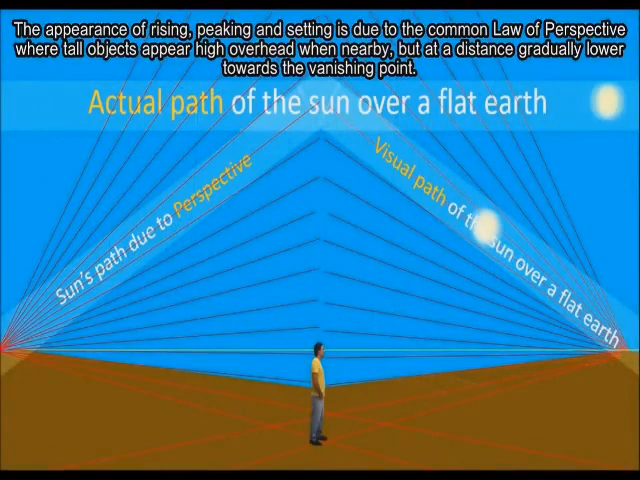 The appearance of rising, peaking and setting is due to the common Law of Perspective
where tall objects appear high overhead when nearby, but at a distance gradually lower
towards the vanishing point.
Actual path of the sun over a flat earth
Sun's path due to Perspective
Visual path of the sun over a flat earth